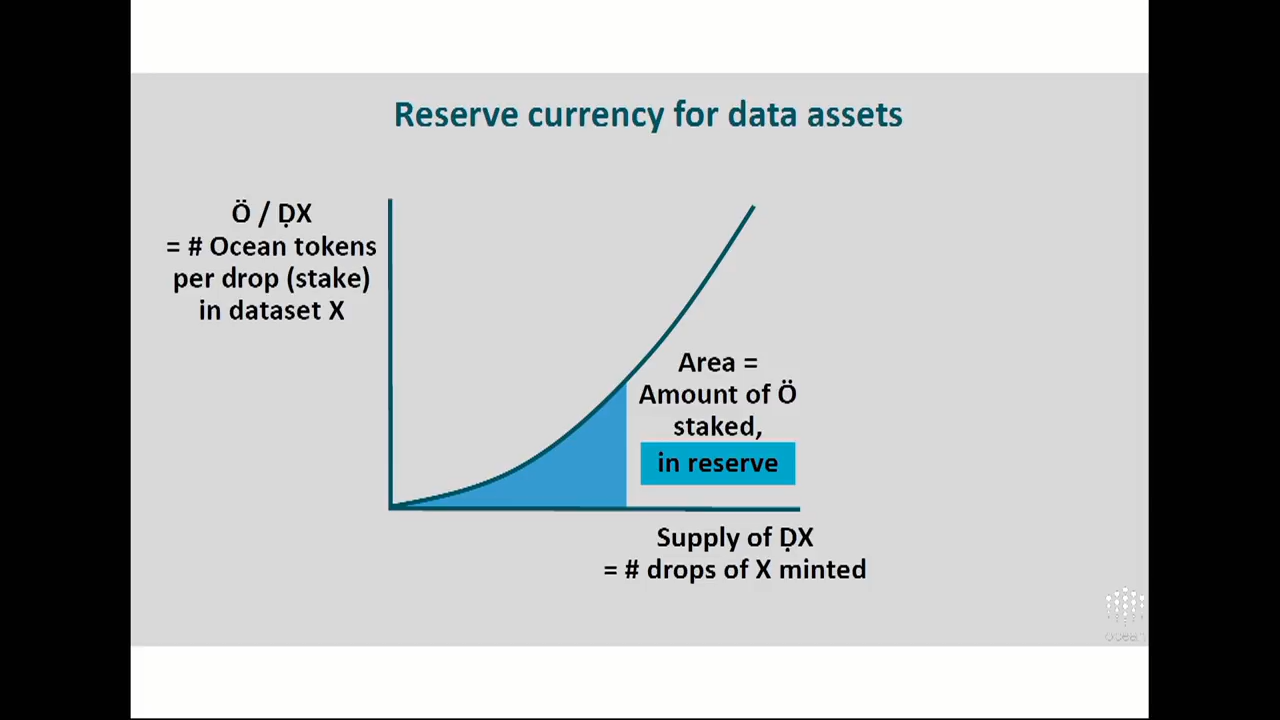 Reserve currency for data assets
Ö / ḌX
= # Ocean tokens
per drop (stake)
in dataset X
Area =
Amount of Ö
staked,
in reserve
Supply of ḌX
= # drops of X minted
ocean